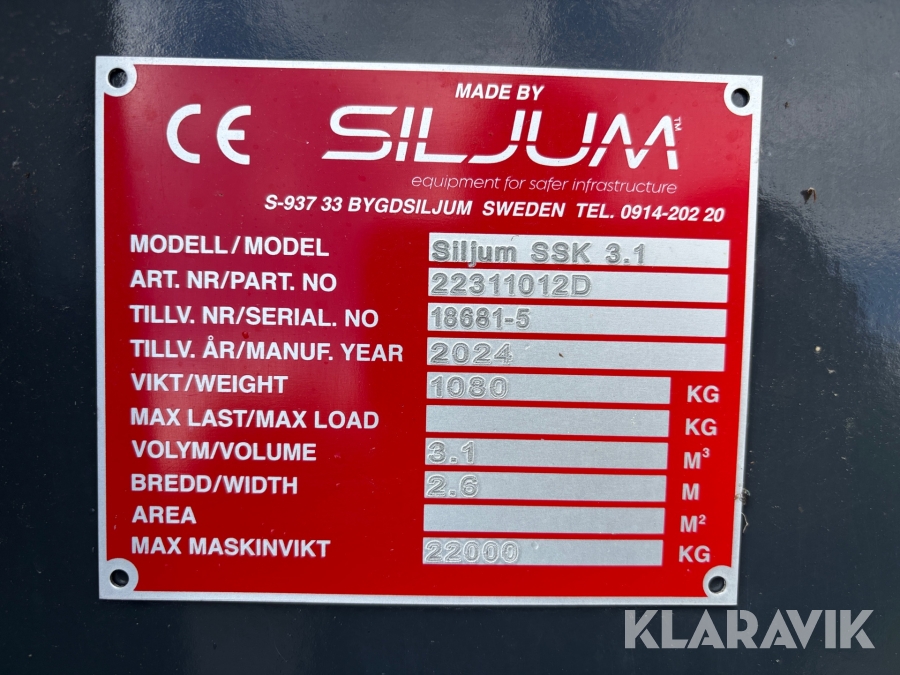 MADE BY
CE SILJUM™
equipment for safer infrastructure
S-937 33 BYGDSILJUM SWEDEN TEL. 0914-202 20
MODELL/MODEL Siljum SSK 3.1
ART. NR/PART. NO 22311012D
TILLV. NR/SERIAL. NO 18681-5
TILLV. ÅR/MANUF. YEAR 2024
VIKT/WEIGHT 1080 KG
MAX LAST/MAX LOAD KG
VOLYM/VOLUME 3.1 M³
BREDD/WIDTH 2.6 M
AREA M²
MAX MASKINVIKT 22000 KG
KLARAVIK